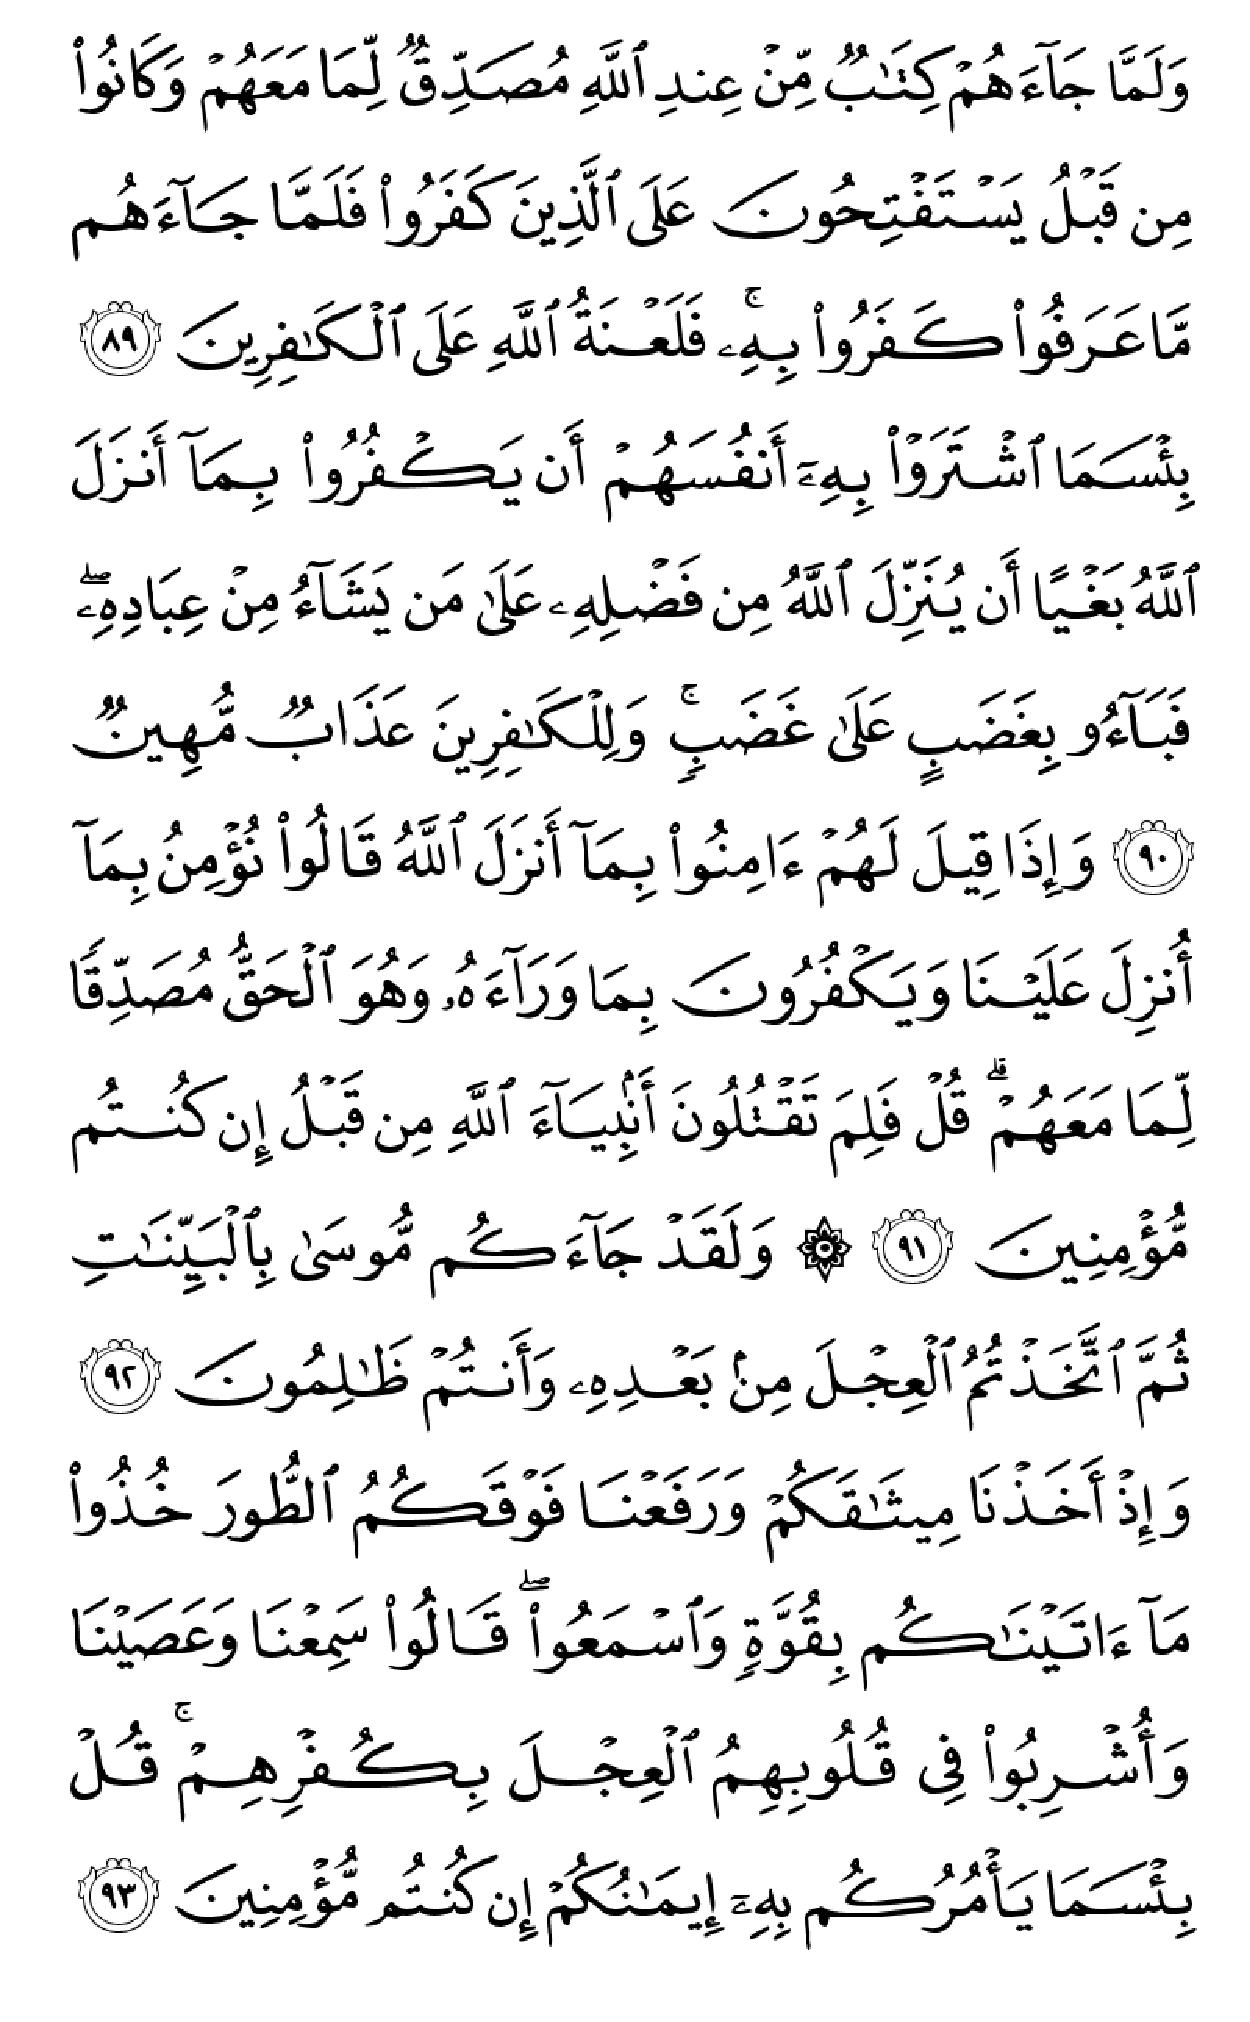 وَلَمَّا جَآءَهُمْ كِتَٰبٌ مِّنْ عِندِ ٱللَّهِ مُصَدِّقٌ لِّمَا مَعَهُمْ وَكَانُوا۟
مِن قَبْلُ يَسْتَفْتِحُونَ عَلَى ٱلَّذِينَ كَفَرُوا۟ فَلَمَّا جَآءَهُم
مَّا عَرَفُوا۟ كَفَرُوا۟ بِهِۦ ۚ فَلَعْنَةُ ٱللَّهِ عَلَى ٱلْكَٰفِرِينَ ٨٩
بِئْسَمَا ٱشْتَرَوْا۟ بِهِۦٓ أَنفُسَهُمْ أَن يَكْفُرُوا۟ بِمَآ أَنزَلَ
ٱللَّهُ بَغْيًا أَن يُنَزِّلَ ٱللَّهُ مِن فَضْلِهِۦ عَلَىٰ مَن يَشَآءُ مِنْ عِبَادِهِۦ ۖ
فَبَآءُو بِغَضَبٍ عَلَىٰ غَضَبٍ ۚ وَلِلْكَٰفِرِينَ عَذَابٌ مُّهِينٌ
٩٠ وَإِذَا قِيلَ لَهُمْ ءَامِنُوا۟ بِمَآ أَنزَلَ ٱللَّهُ قَالُوا۟ نُؤْمِنُ بِمَآ
أُنزِلَ عَلَيْنَا وَيَكْفُرُونَ بِمَا وَرَآءَهُۥ وَهُوَ ٱلْحَقُّ مُصَدِّقًا
لِّمَا مَعَهُمْ ۗ قُلْ فَلِمَ تَقْتُلُونَ أَنۢبِيَآءَ ٱللَّهِ مِن قَبْلُ إِن كُنتُم
مُّؤْمِنِينَ ٩١ ۞ وَلَقَدْ جَآءَكُم مُّوسَىٰ بِٱلْبَيِّنَٰتِ
ثُمَّ ٱتَّخَذْتُمُ ٱلْعِجْلَ مِنۢ بَعْدِهِۦ وَأَنتُمْ ظَٰلِمُونَ ٩٢
وَإِذْ أَخَذْنَا مِيثَٰقَكُمْ وَرَفَعْنَا فَوْقَكُمُ ٱلطُّورَ خُذُوا۟
مَآ ءَاتَيْنَٰكُم بِقُوَّةٍ وَٱسْمَعُوا۟ ۖ قَالُوا۟ سَمِعْنَا وَعَصَيْنَا
وَأُشْرِبُوا۟ فِى قُلُوبِهِمُ ٱلْعِجْلَ بِكُفْرِهِمْ ۚ قُلْ
بِئْسَمَا يَأْمُرُكُم بِهِۦٓ إِيمَٰنُكُمْ إِن كُنتُم مُّؤْمِنِينَ ٩٣